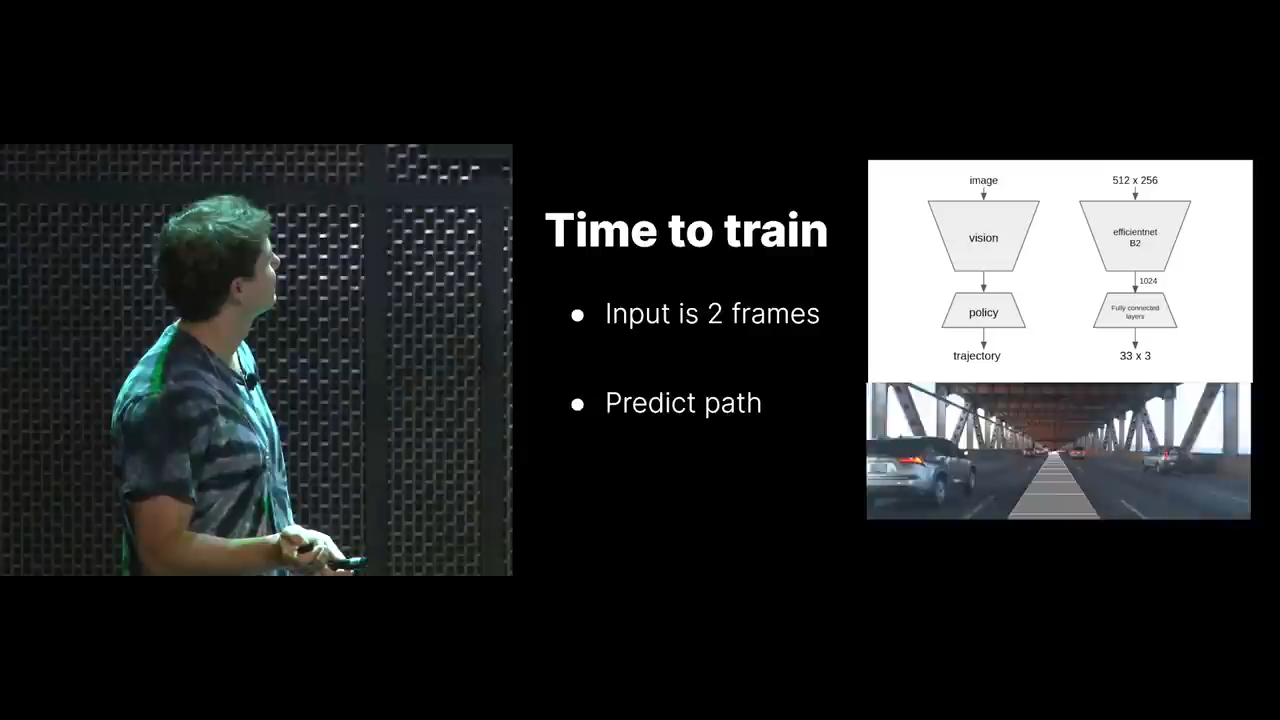 Time to train
● Input is 2 frames
● Predict path
image
vision
policy
trajectory
512 x 256
efficientnet
B2
1024
Fully connected
layers
33 x 3